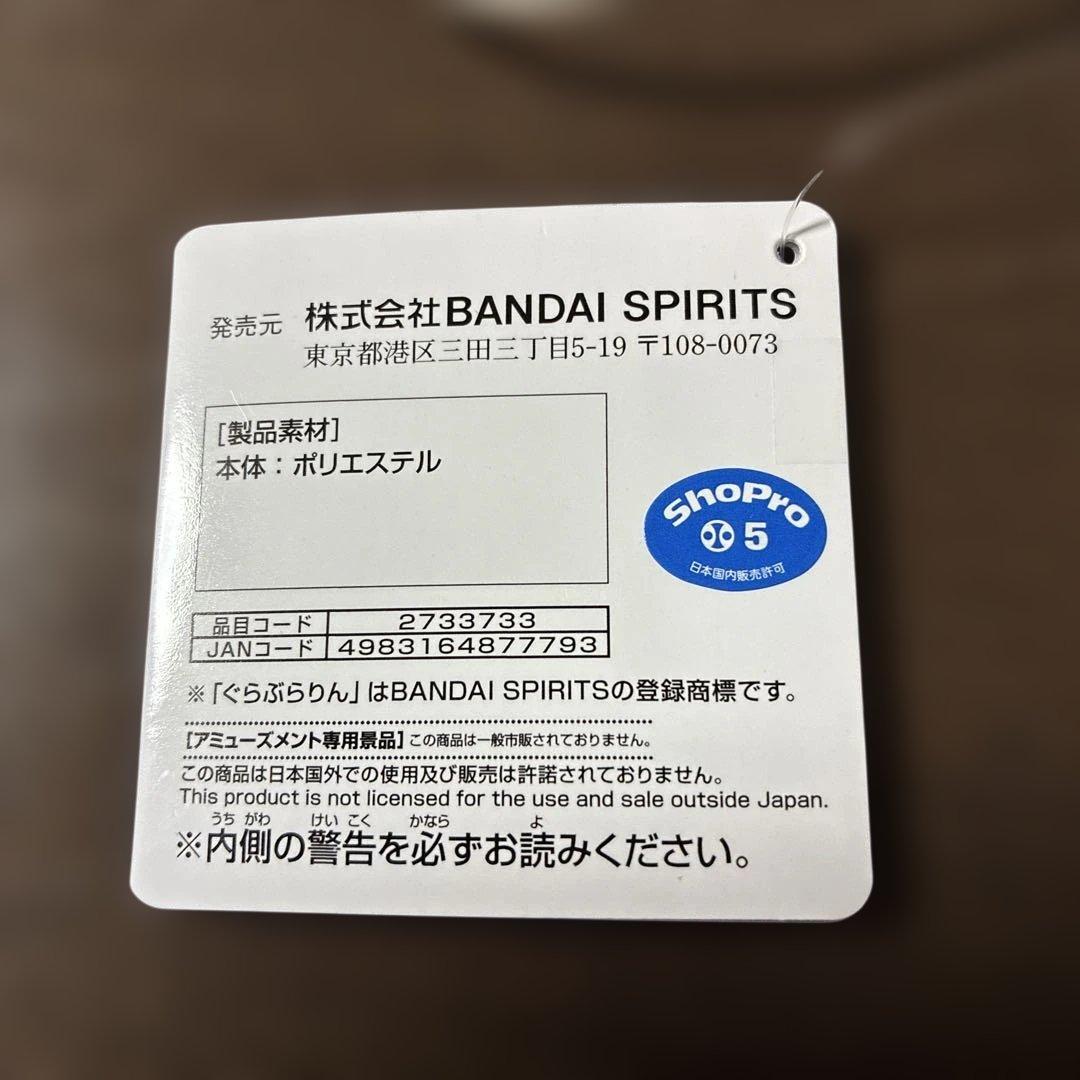 発売元 株式会社BANDAI SPIRITS
東京都港区三田三丁目5-19 〒108-0073
[製品素材]
本体：ポリエステル
ShoPro
5
日本国内販売許可
品目コード 2733733
JANコード 4983164877793
※「ぐらぶらりん」はBANDAI SPIRITSの登録商標です。
[アミューズメント専用景品] この商品は一般市販されておりません。
この商品は日本国外での使用及び販売は許諾されておりません。
This product is not licensed for the use and sale outside Japan.
うち がわ けい こく かなら よ
※内側の警告を必ずお読みください。